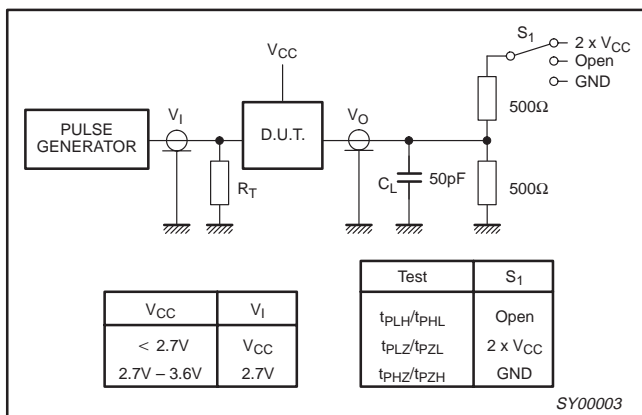 S1
2 x VCC
Open
GND
VCC
500Ω
VI
VO
PULSE GENERATOR
D.U.T.
RT
CL
50pF
500Ω
VCC VI
< 2.7V VCC
2.7V – 3.6V 2.7V
Test S1
tPLH/tPHL Open
tPLZ/tPZL 2 x VCC
tPHZ/tPZH GND
SY00003